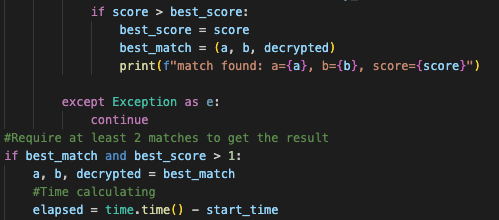 if score > best_score:
best_score = score
best_match = (a, b, decrypted)
print(f"match found: a={a}, b={b}, score={score}")
except Exception as e:
continue
#Require at least 2 matches to get the result
if best_match and best_score > 1:
a, b, decrypted = best_match
#Time calculating
elapsed = time.time() - start_time